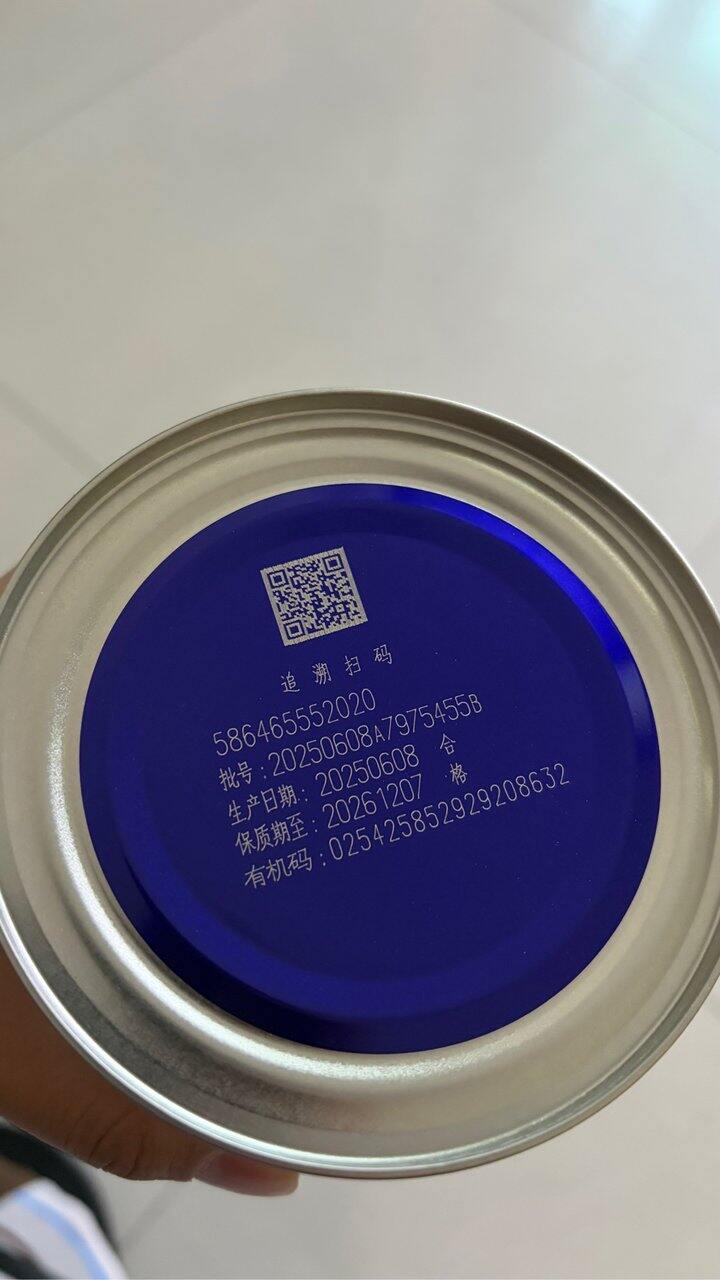 追溯扫码
586465552020
批号:20250608A7975455B
生产日期: 20250608 合
保质期至: 20261207 格
有机码:025425852929208632